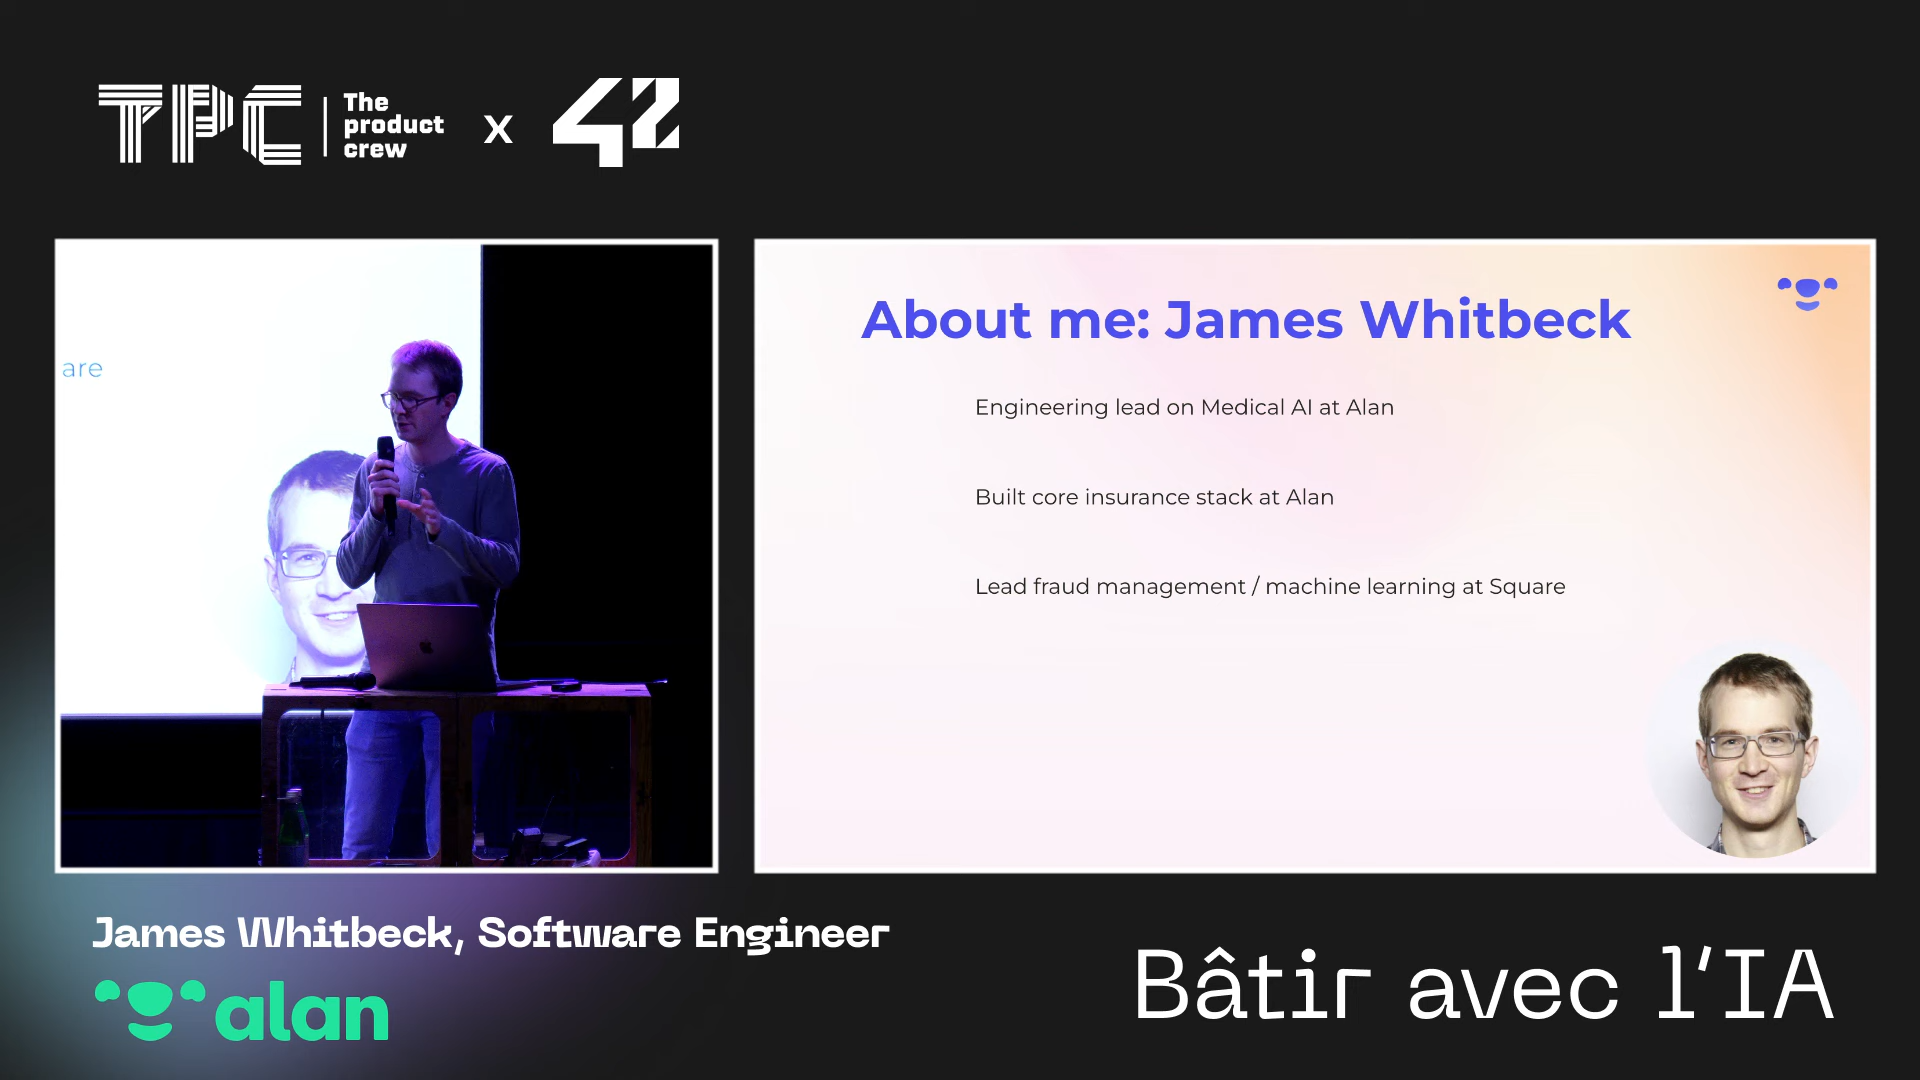 TPC
The
product
crew
x
42
are
About me: James Whitbeck
Engineering lead on Medical AI at Alan
Built core insurance stack at Alan
Lead fraud management / machine learning at Square
James Whitbeck, Software Engineer
alan
Bâtir avec l'IA